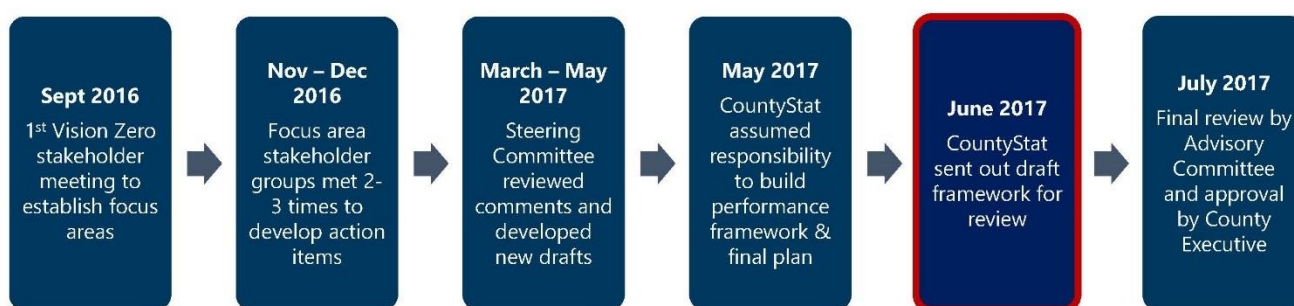 Sept 2016
1st Vision Zero
stakeholder
meeting to
establish focus
areas
Nov – Dec
2016
Focus area
stakeholder
groups met 2-
3 times to
develop action
items
March – May
2017
Steering
Committee
reviewed
comments and
developed
new drafts
May 2017
CountyStat
assumed
responsibility
to build
performance
framework &
final plan
June 2017
CountyStat
sent out draft
framework for
review
July 2017
Final review by
Advisory
Committee
and approval
by County
Executive